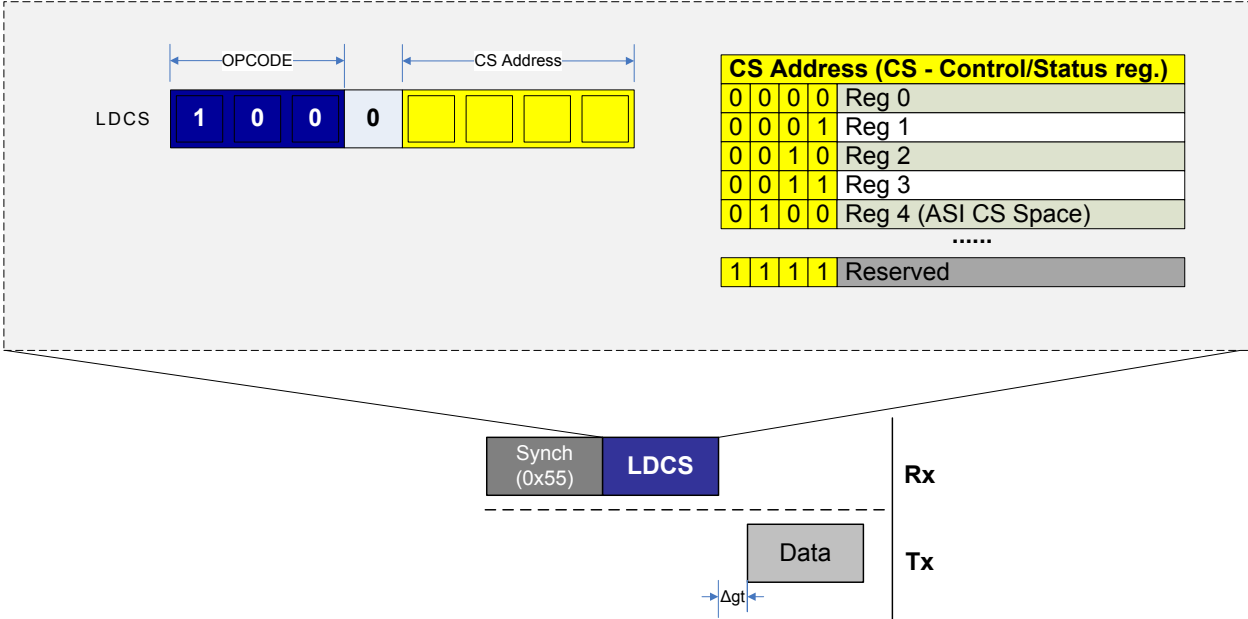 OPCODE CS Address
LDCS 1 0 0 0
CS Address (CS - Control/Status reg.)
0 0 0 0 Reg 0
0 0 0 1 Reg 1
0 0 1 0 Reg 2
0 0 1 1 Reg 3
0 1 0 0 Reg 4 (ASI CS Space)
......
1 1 1 1 Reserved
Synch
(0x55)
LDCS
Rx
Data
Tx
Δgt